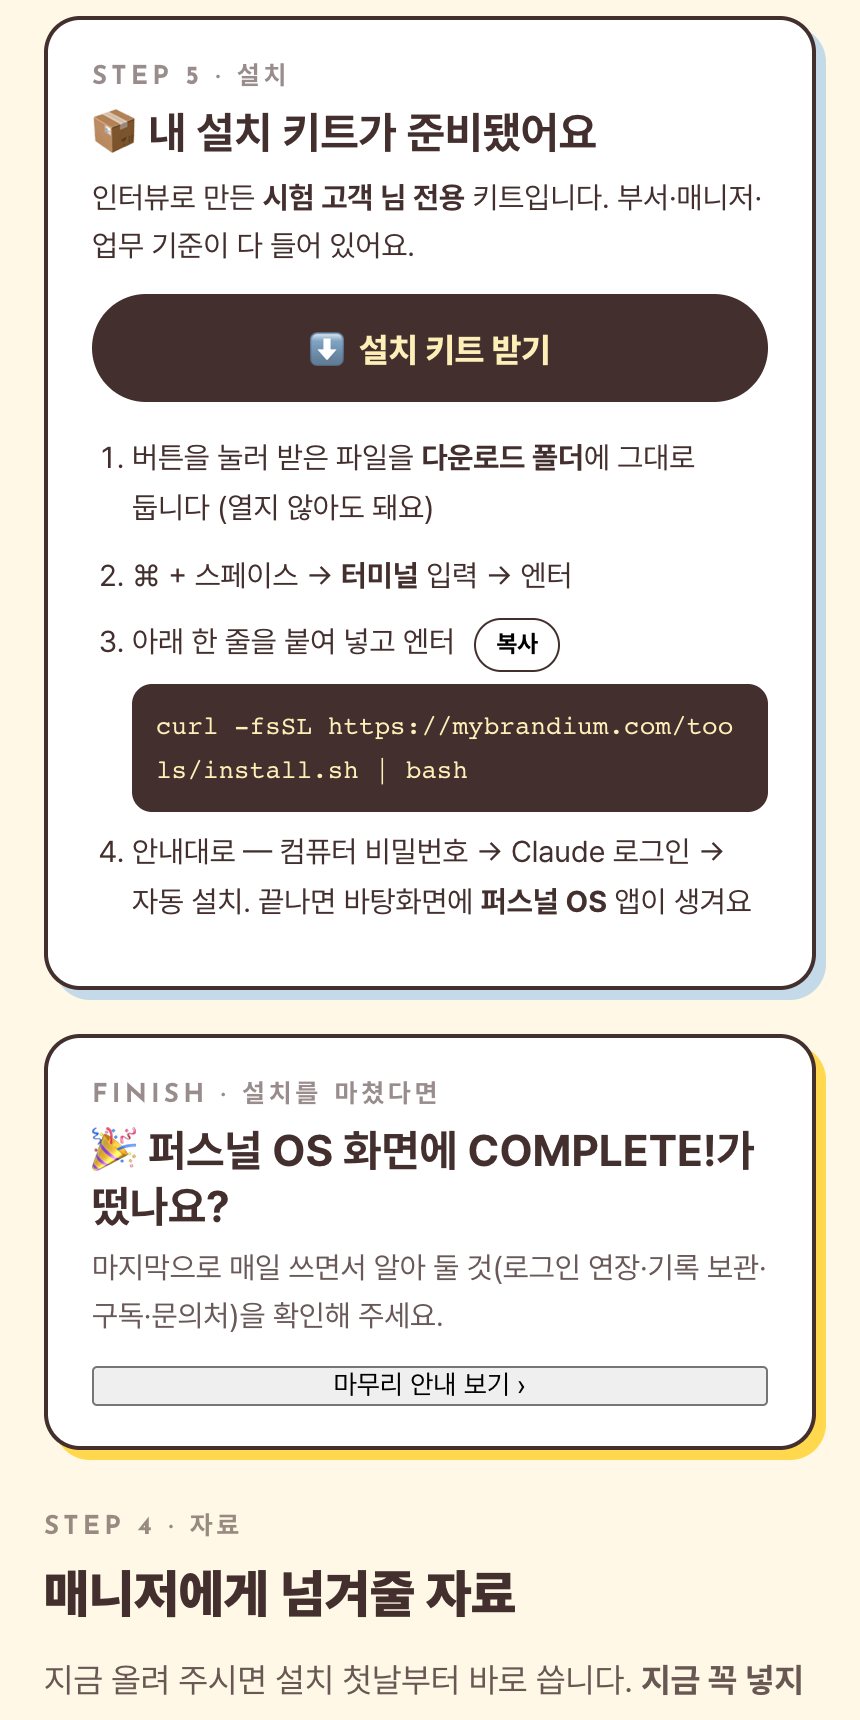 STEP 5 · 설치
📦 내 설치 키트가 준비됐어요
인터뷰로 만든 시험 고객 님 전용 키트입니다. 부서·매니저·
업무 기준이 다 들어 있어요.
⬇️ 설치 키트 받기
1. 버튼을 눌러 받은 파일을 다운로드 폴더에 그대로
둡니다 (열지 않아도 돼요)
2. ⌘ + 스페이스 → 터미널 입력 → 엔터
3. 아래 한 줄을 붙여 넣고 엔터 복사
curl -fsSL https://mybrandium.com/too
ls/install.sh | bash
4. 안내대로 — 컴퓨터 비밀번호 → Claude 로그인 →
자동 설치. 끝나면 바탕화면에 퍼스널 OS 앱이 생겨요
FINISH · 설치를 마쳤다면
🎉 퍼스널 OS 화면에 COMPLETE!가
떴나요?
마지막으로 매일 쓰면서 알아 둘 것(로그인 연장·기록 보관·
구독·문의처)을 확인해 주세요.
마무리 안내 보기 ›
STEP 4 · 자료
매니저에게 넘겨줄 자료
지금 올려 주시면 설치 첫날부터 바로 씁니다. 지금 꼭 넣지